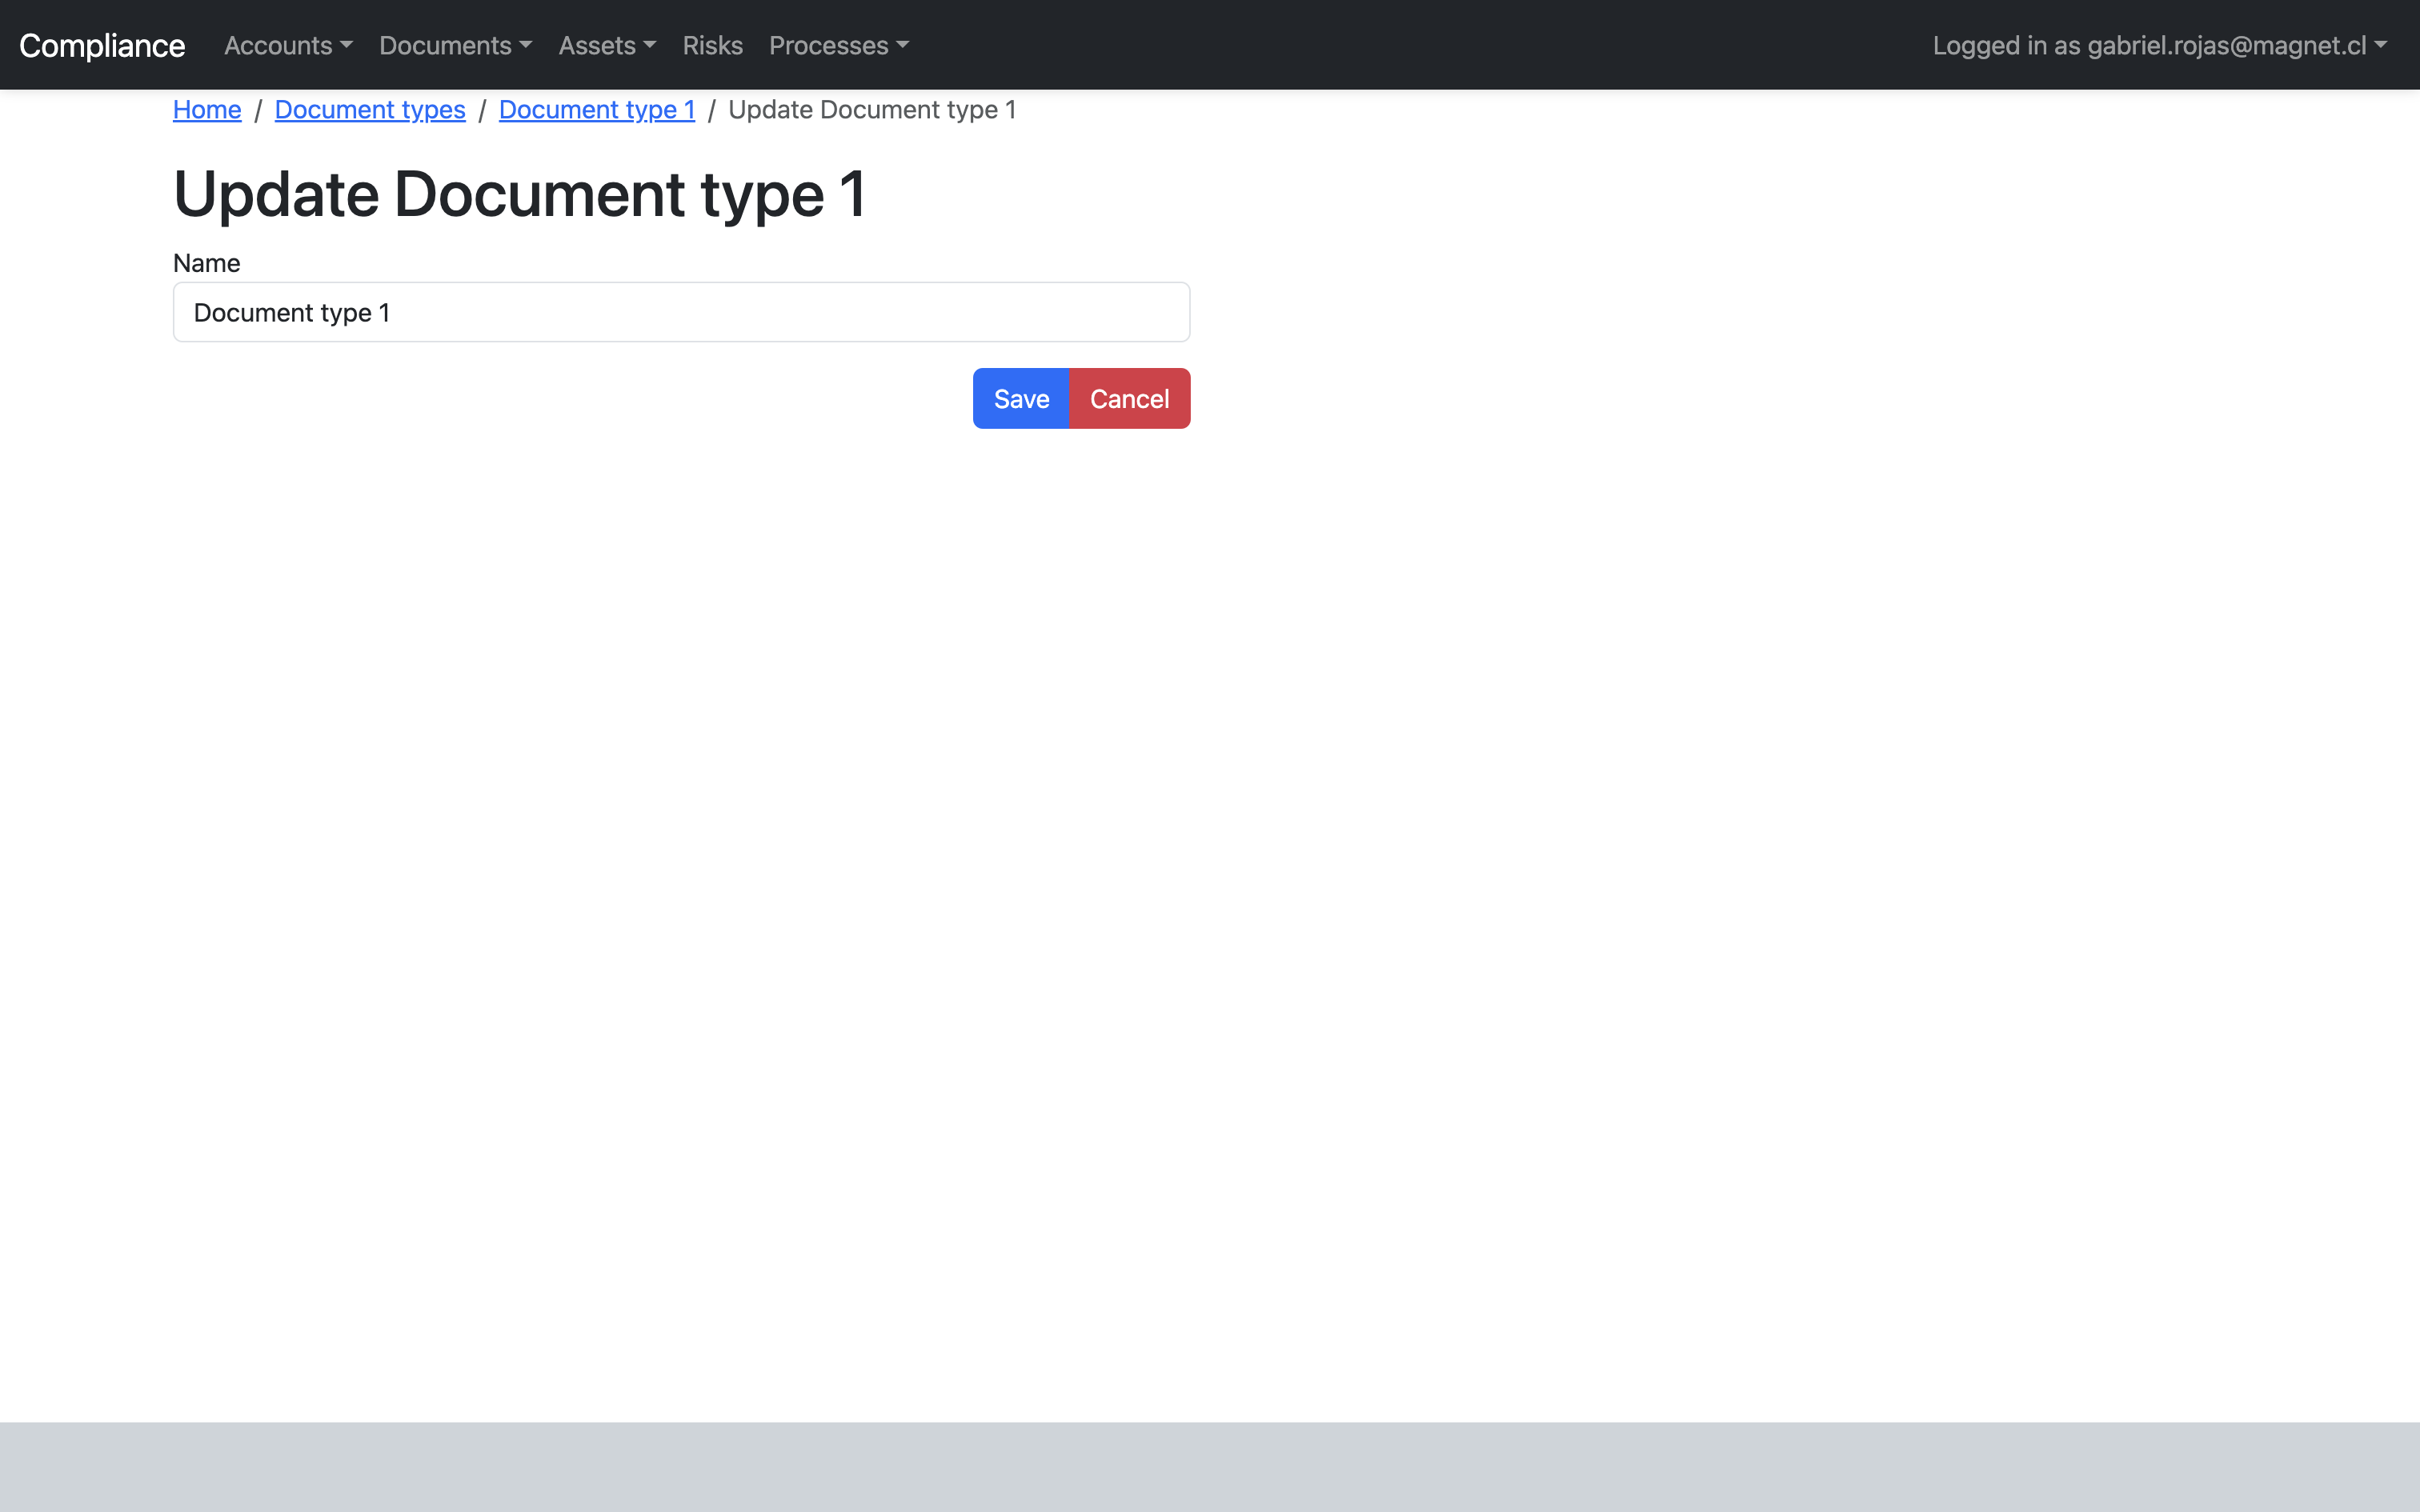 Compliance Accounts Documents Assets Risks Processes Logged in as gabriel.rojas@magnet.cl
Home / Document types / Document type 1 / Update Document type 1
Update Document type 1
Name
Document type 1
Save Cancel